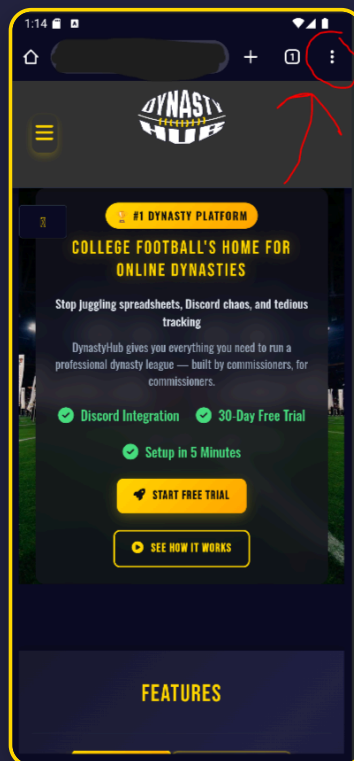 1:14
1
DYNASTY
HUB
🏆 #1 DYNASTY PLATFORM
COLLEGE FOOTBALL'S HOME FOR
ONLINE DYNASTIES
Stop juggling spreadsheets, Discord chaos, and tedious
tracking
DynastyHub gives you everything you need to run a
professional dynasty league — built by commissioners, for
commissioners.
Discord Integration 30-Day Free Trial
Setup in 5 Minutes
START FREE TRIAL
SEE HOW IT WORKS
FEATURES